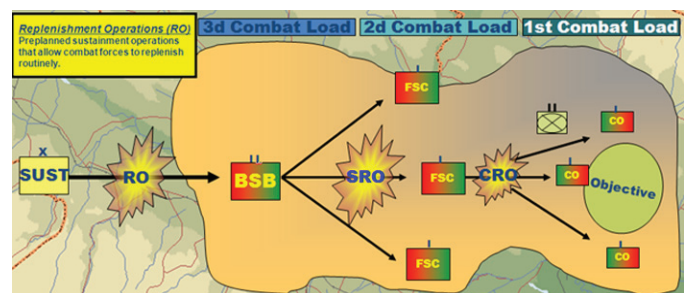 Replenishment Operations (RO)
Preplanned sustainment operations
that allow combat forces to replenish
routinely.
3d Combat Load
2d Combat Load
1st Combat Load
I
FSC
II
I
CO
X
SUST
RO
II
BSB
SRO
I
FSC
CRO
I
CO
Objective
I
FSC
I
CO